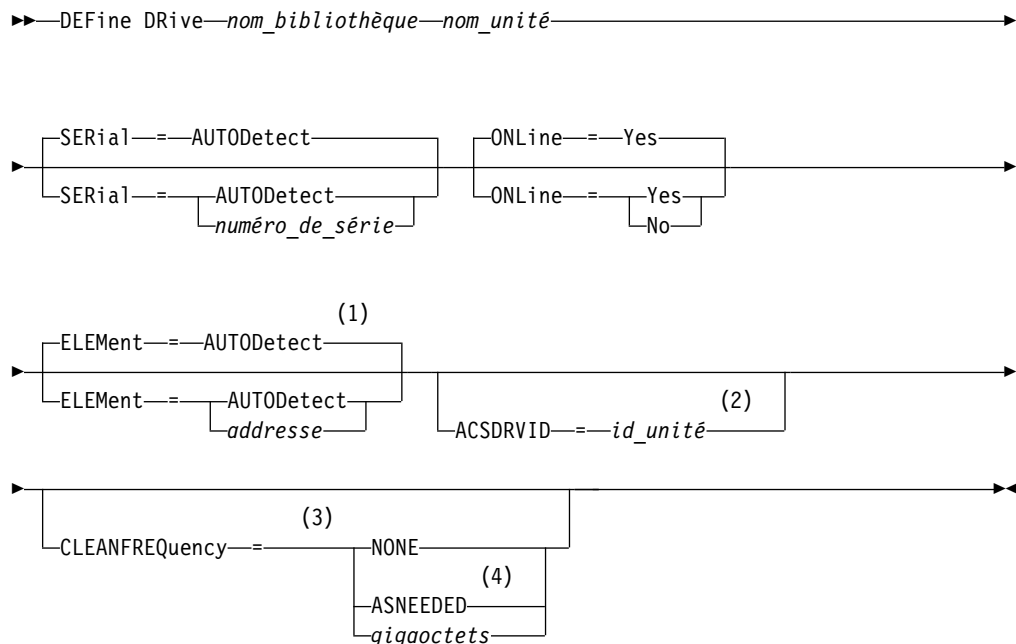 DEFine DRive nom_bibliothèque nom_unité
SERial = AUTODetect ONLine = Yes
SERial = AUTODetect ONLine = Yes
numéro_de_série No
(1)
ELEMent = AUTODetect
ELEMent = AUTODetect (2)
addresse ACSDRVID = id_unité
(3)
CLEANFREQuency = NONE
(4)
ASNEEDED
gigaoctets